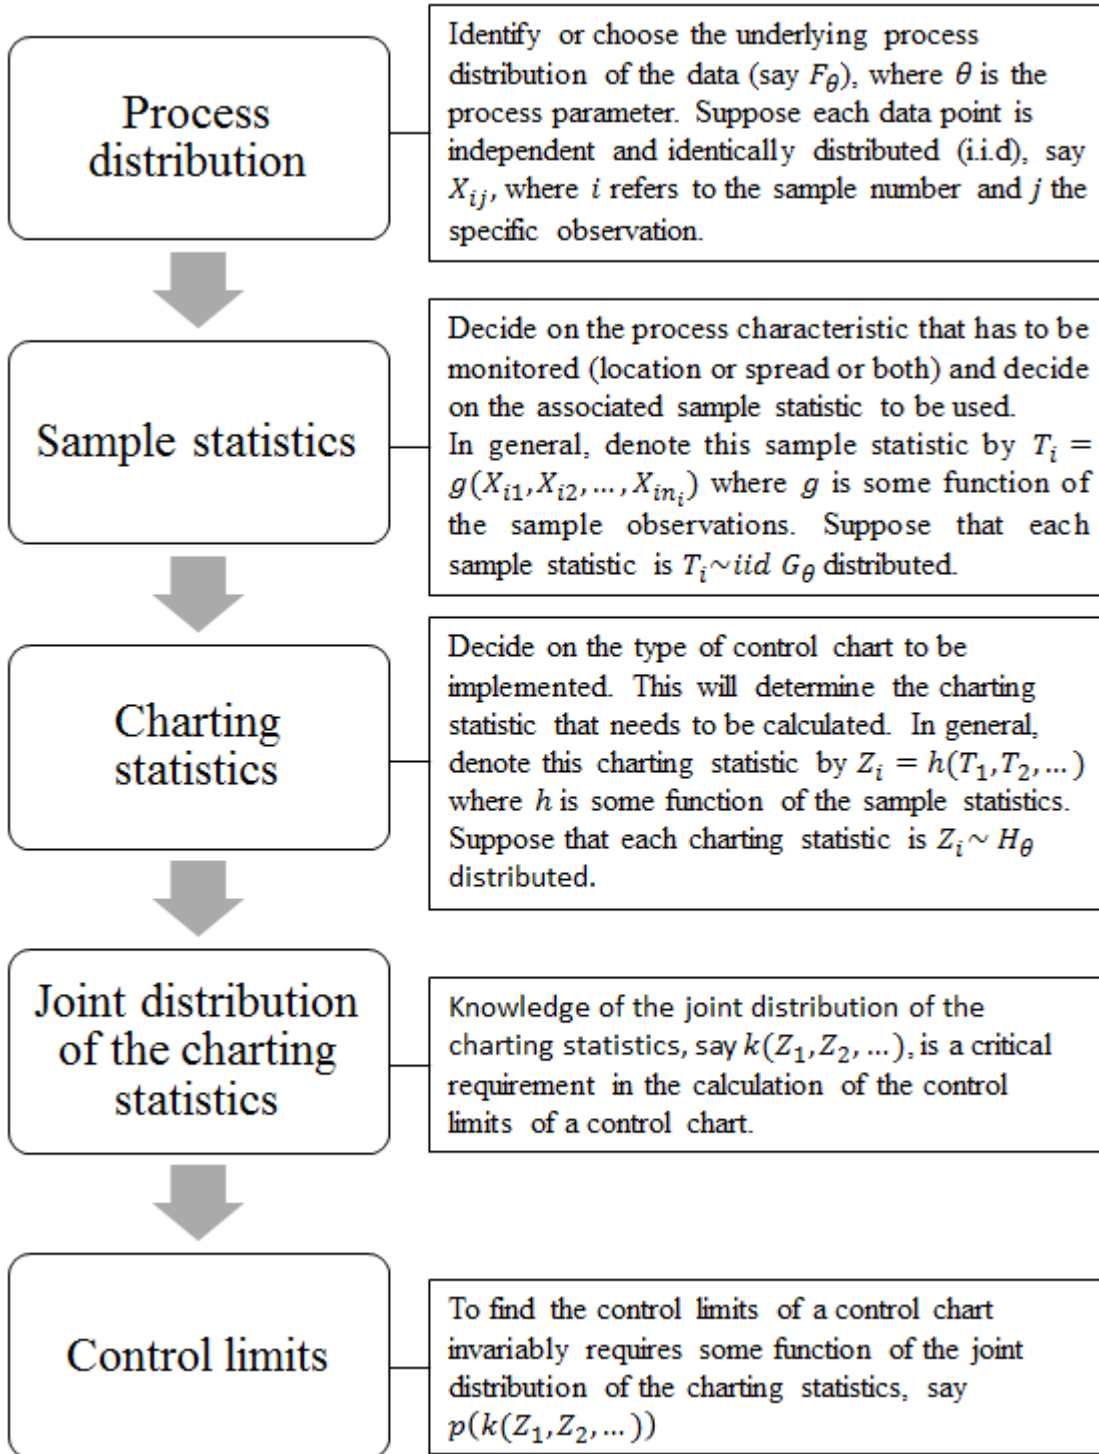 Process
distribution
Identify or choose the underlying process
distribution of the data (say F_θ), where θ is the
process parameter. Suppose each data point is
independent and identically distributed (i.i.d), say
X_ij, where i refers to the sample number and j the
specific observation.
Sample statistics
Decide on the process characteristic that has to be
monitored (location or spread or both) and decide
on the associated sample statistic to be used.
In general, denote this sample statistic by T_i =
g(X_i1, X_i2, ..., X_in_i) where g is some function of
the sample observations. Suppose that each
sample statistic is T_i~iid G_θ distributed.
Charting
statistics
Decide on the type of control chart to be
implemented. This will determine the charting
statistic that needs to be calculated. In general,
denote this charting statistic by Z_i = h(T_1, T_2, ...)
where h is some function of the sample statistics.
Suppose that each charting statistic is Z_i~ H_θ
distributed.
Joint distribution
of the charting
statistics
Knowledge of the joint distribution of the
charting statistics, say k(Z_1, Z_2, ...), is a critical
requirement in the calculation of the control
limits of a control chart.
Control limits
To find the control limits of a control chart
invariably requires some function of the joint
distribution of the charting statistics, say
p(k(Z_1, Z_2, ...))